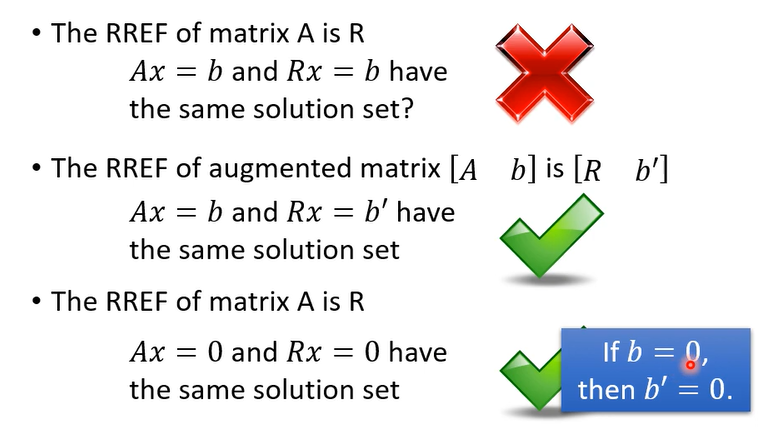 • The RREF of matrix A is R
Ax = b and Rx = b have
the same solution set?
• The RREF of augmented matrix [A b] is [R b′]
Ax = b and Rx = b′ have
the same solution set
• The RREF of matrix A is R
Ax = 0 and Rx = 0 have
the same solution set
If b = 0,
then b′ = 0.